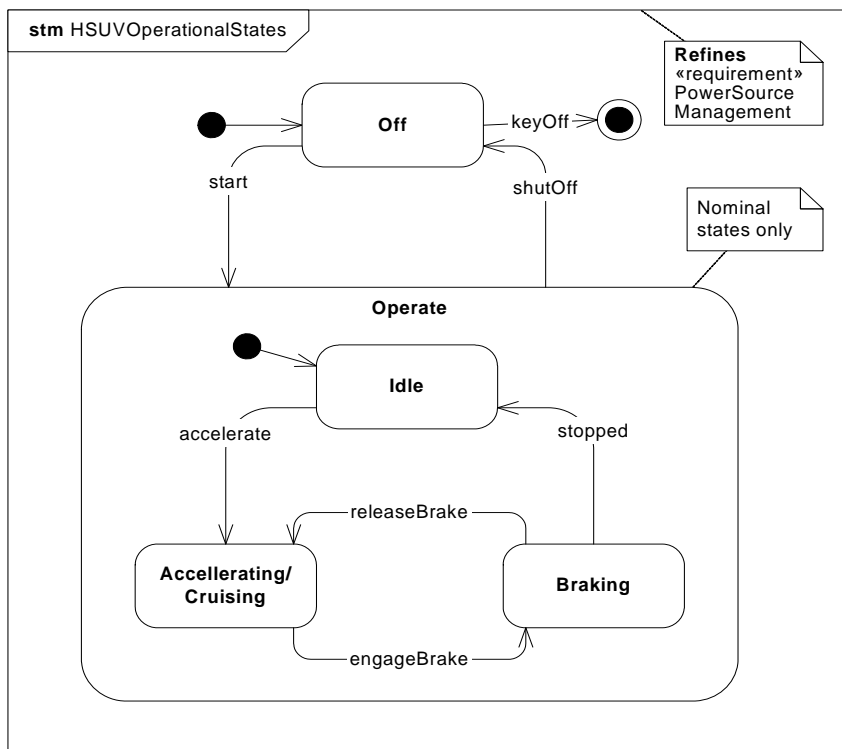 stm HSUVOperationalStates
Refines
«requirement»
PowerSource
Management
Off
keyOff
start
shutOff
Nominal
states only
Operate
Idle
accelerate
stopped
releaseBrake
Accellerating/
Cruising
Braking
engageBrake